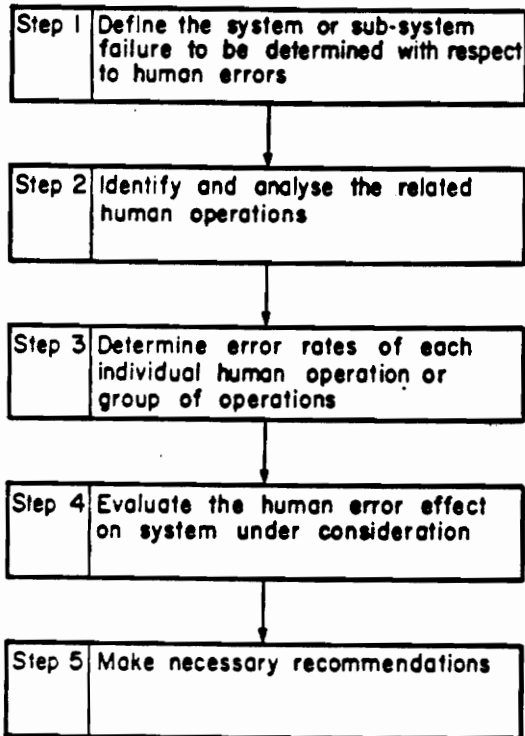 Step 1 Define the system or sub-system
failure to be determined with respect
to human errors
Step 2 Identify and analyse the related
human operations
Step 3 Determine error rates of each
individual human operation or
group of operations
Step 4 Evaluate the human error effect
on system under consideration
Step 5 Make necessary recommendations